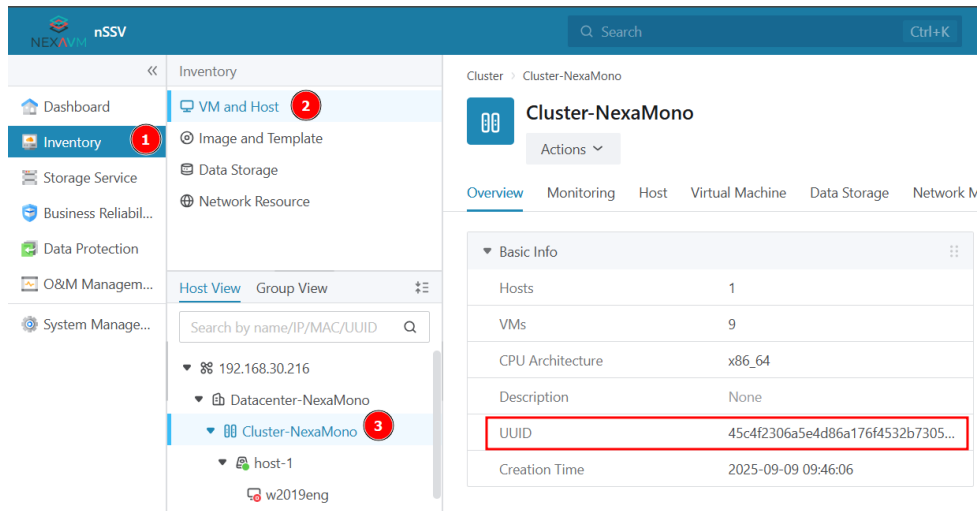 NEXAVM nSSV
Search Ctrl+K
Dashboard
Inventory 1
Storage Service
Business Reliabil...
Data Protection
O&M Managem...
System Manage...
Inventory
VM and Host 2
Image and Template
Data Storage
Network Resource
Host View Group View
Search by name/IP/MAC/UUID
192.168.30.216
Datacenter-NexaMono
Cluster-NexaMono 3
host-1
w2019eng
Cluster > Cluster-NexaMono
Cluster-NexaMono
Actions
Overview Monitoring Host Virtual Machine Data Storage Network M
Basic Info
Hosts 1
VMs 9
CPU Architecture x86_64
Description None
UUID 45c4f2306a5e4d86a176f4532b7305...
Creation Time 2025-09-09 09:46:06